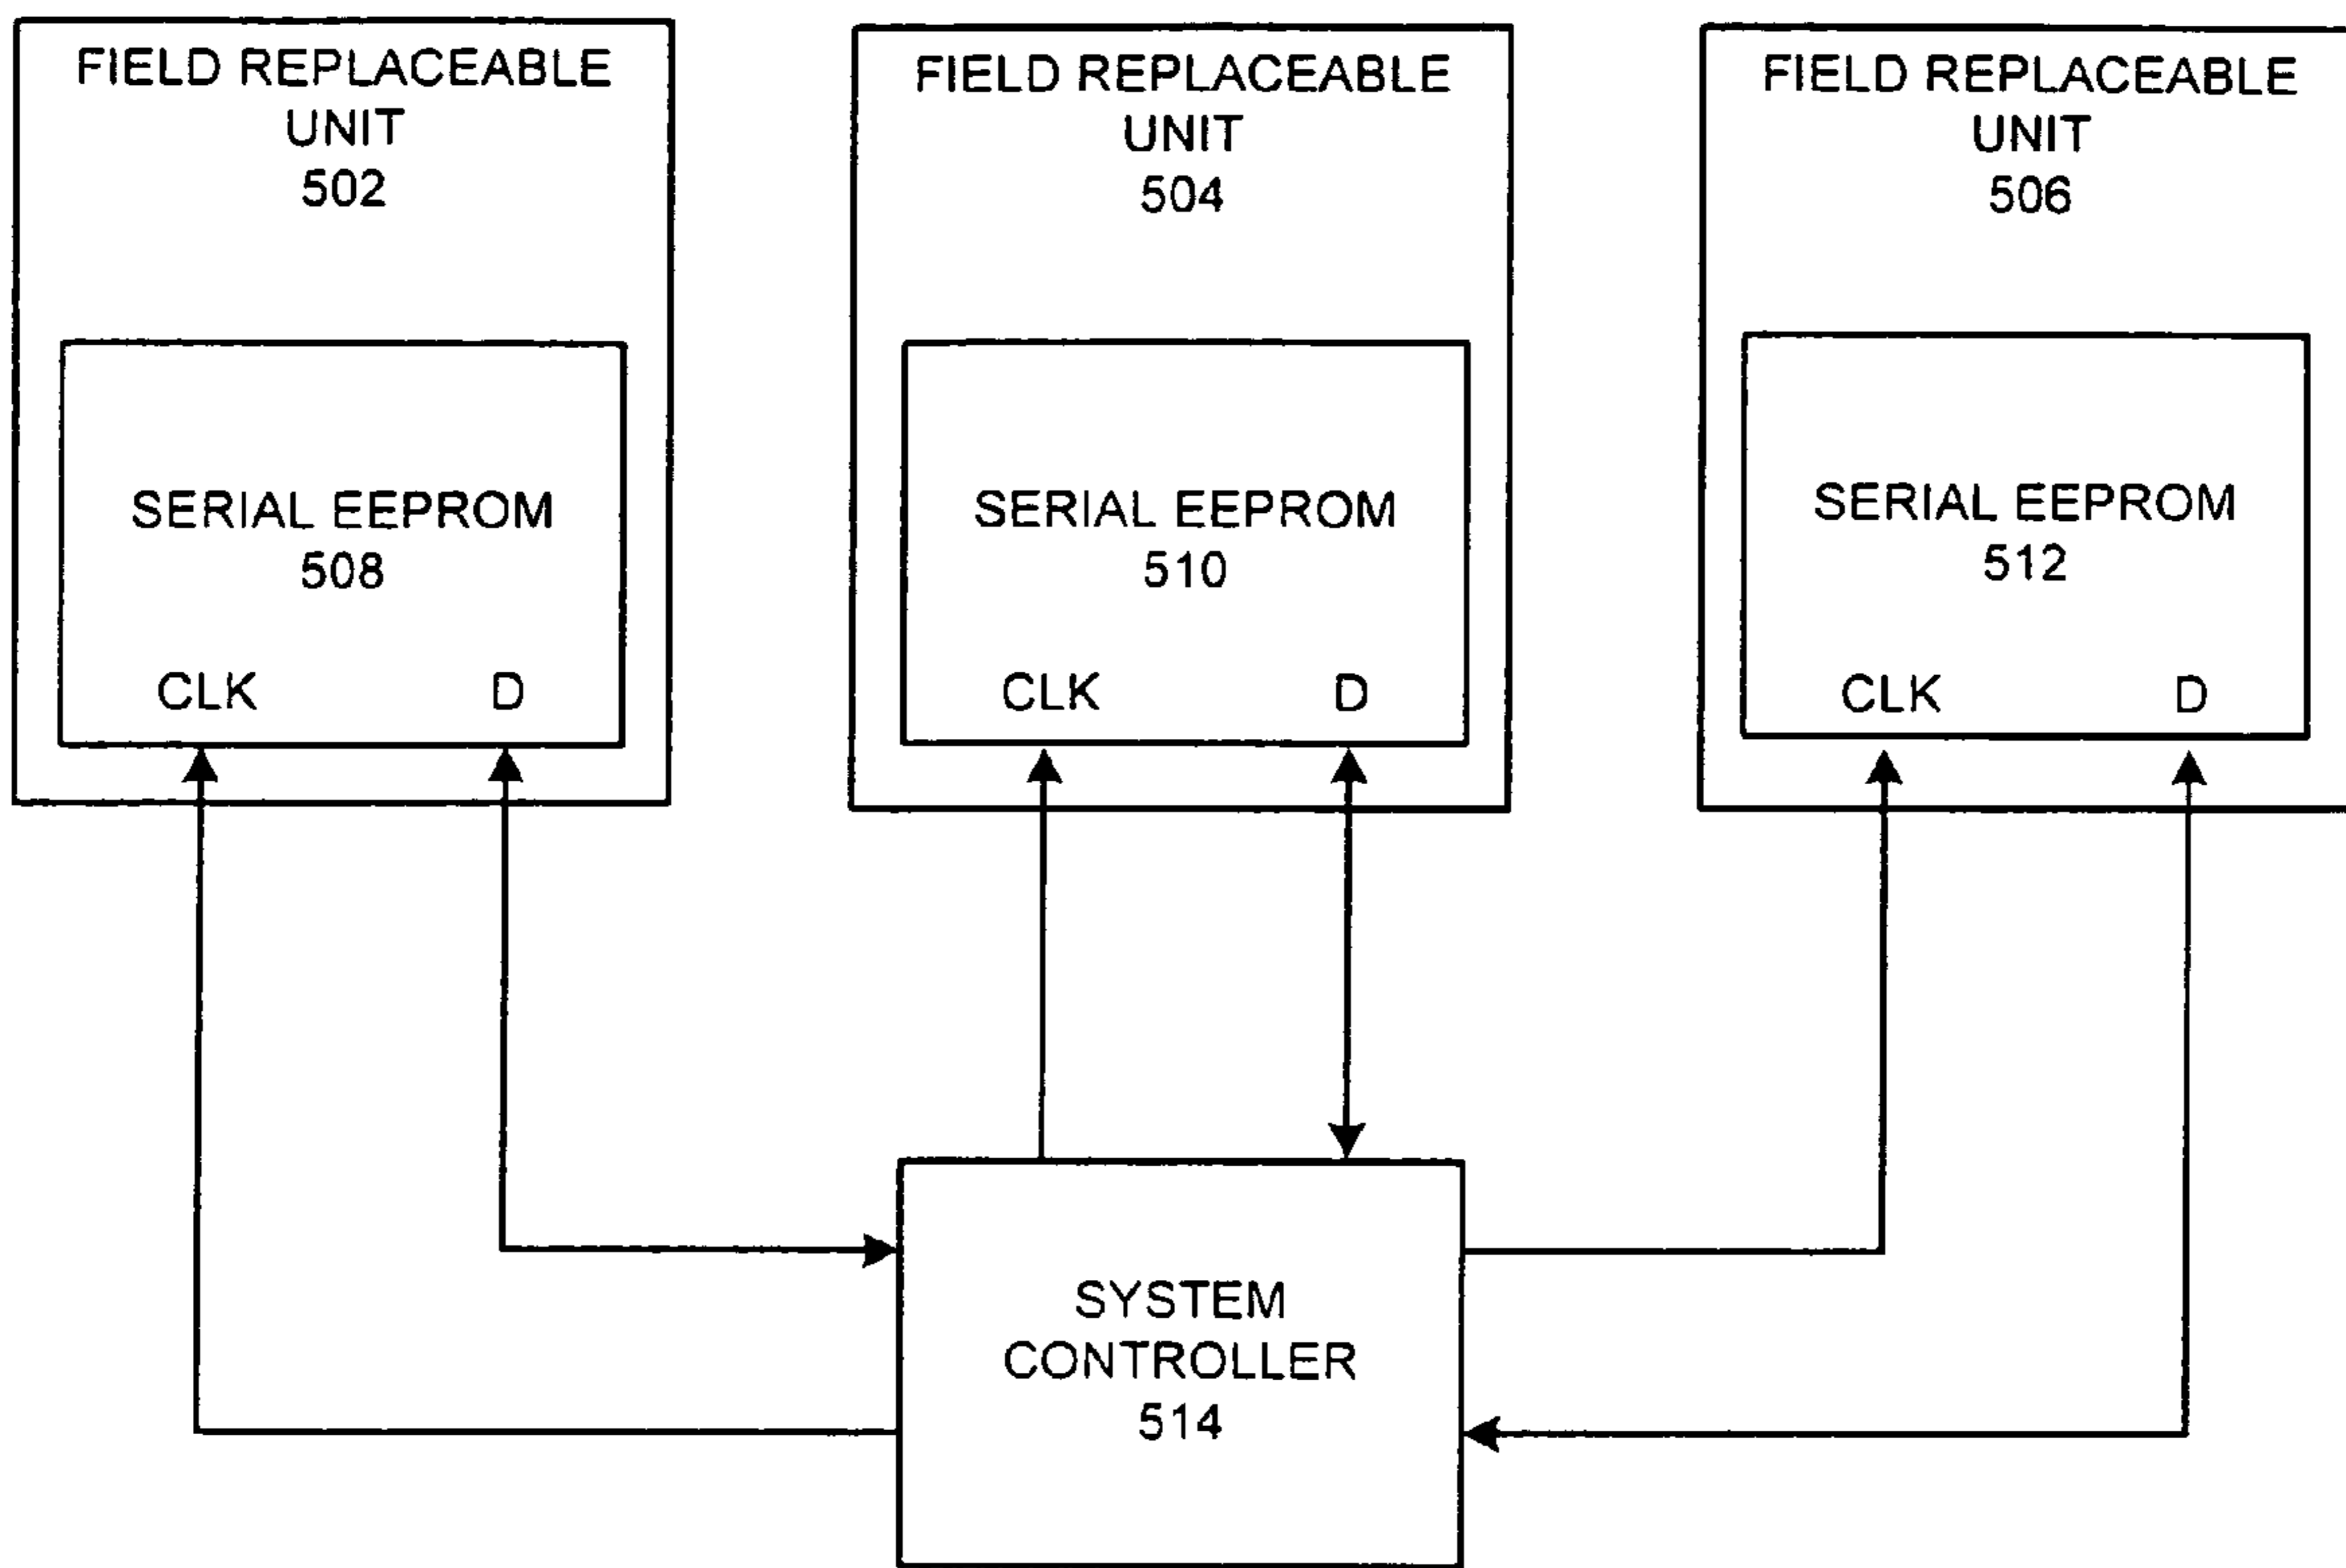 FIELD REPLACEABLE
UNIT
502
FIELD REPLACEABLE
UNIT
504
FIELD REPLACEABLE
UNIT
506
SERIAL EEPROM
508
CLK D
SERIAL EEPROM
510
CLK D
SERIAL EEPROM
512
CLK D
SYSTEM
CONTROLLER
514